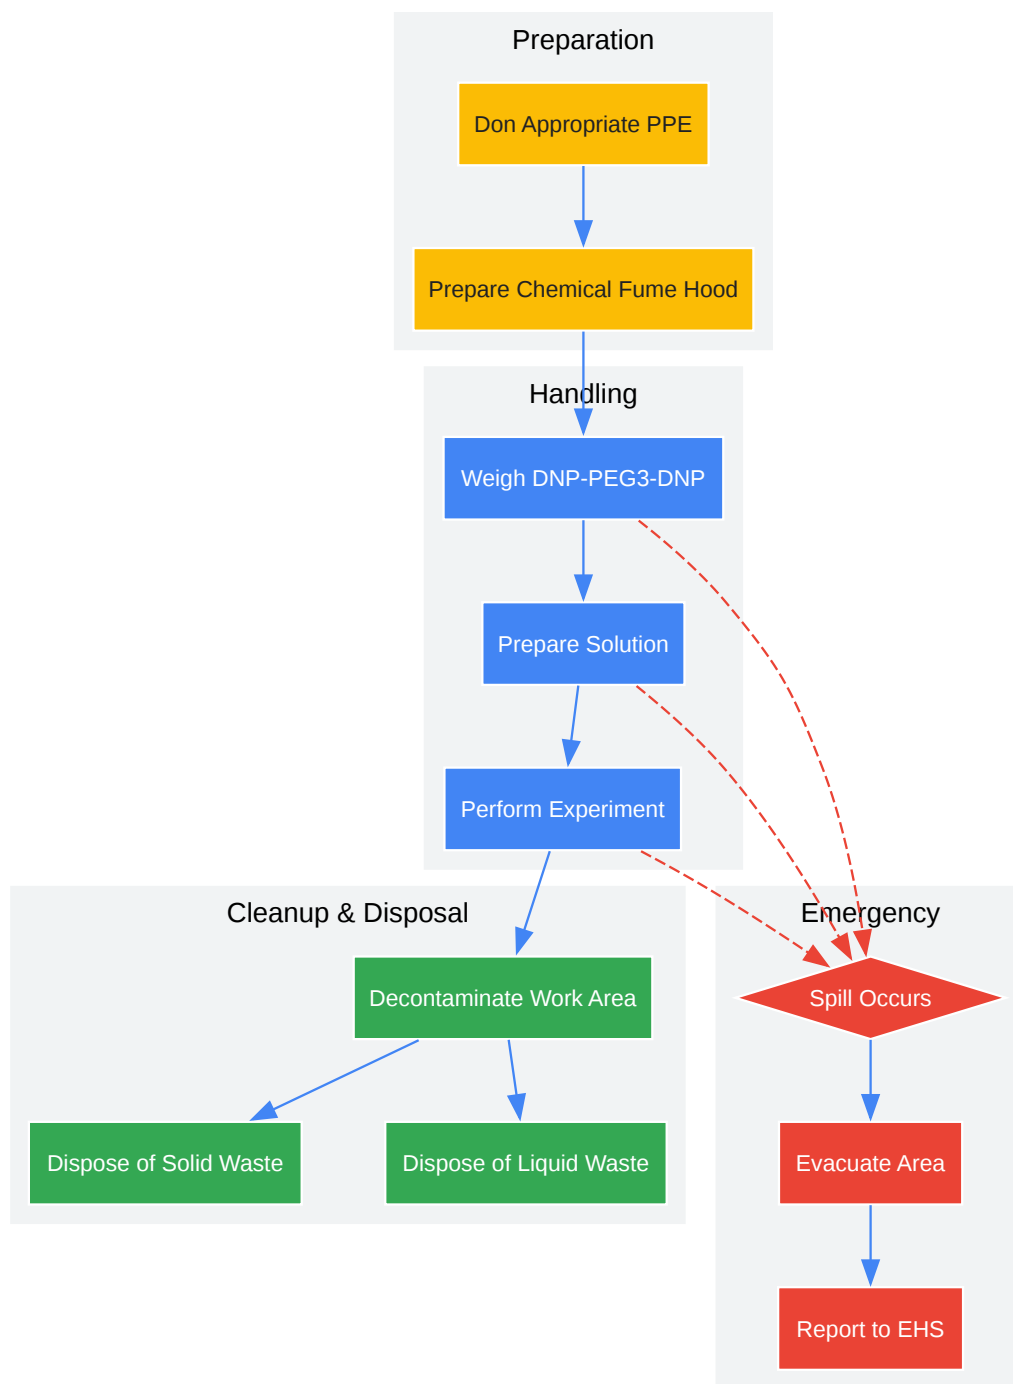 Preparation
Don Appropriate PPE
Prepare Chemical Fume Hood
Handling
Weigh DNP-PEG3-DNP
Prepare Solution
Perform Experiment
Cleanup & Disposal
Decontaminate Work Area
Dispose of Solid Waste
Dispose of Liquid Waste
Emergency
Spill Occurs
Evacuate Area
Report to EHS